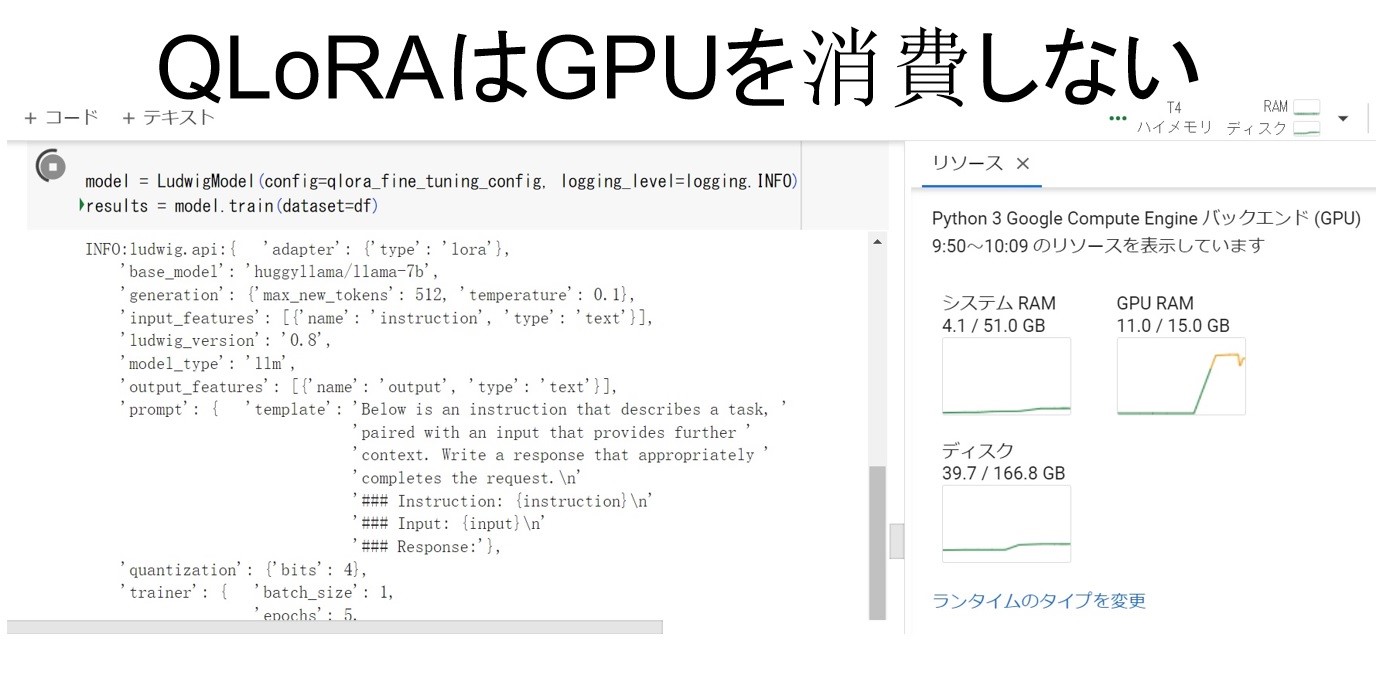 QLoRAはGPUを消費しない
+ コード + テキスト
T4
ハイメモリ
RAM
ディスク
model = LudwigModel(config=qlora_fine_tuning_config, logging_level=logging.INFO)
results = model.train(dataset=df)
INFO:ludwig.api:{ 'adapter': {'type': 'lora'},
'base_model': 'huggyllama/llama-7b',
'generation': {'max_new_tokens': 512, 'temperature': 0.1},
'input_features': [{'name': 'instruction', 'type': 'text'}],
'ludwig_version': '0.8',
'model_type': 'llm',
'output_features': [{'name': 'output', 'type': 'text'}],
'prompt': { 'template': 'Below is an instruction that describes a task, '
'paired with an input that provides further '
'context. Write a response that appropriately '
'completes the request.\n'
'### Instruction: {instruction}\n'
'### Input: {input}\n'
'### Response:'},
'quantization': {'bits': 4},
'trainer': { 'batch_size': 1,
'epochs': 5,
リソース ×
Python 3 Google Compute Engine バックエンド (GPU)
9:50～10:09 のリソースを表示しています
システム RAM
4.1 / 51.0 GB
GPU RAM
11.0 / 15.0 GB
ディスク
39.7 / 166.8 GB
ランタイムのタイプを変更